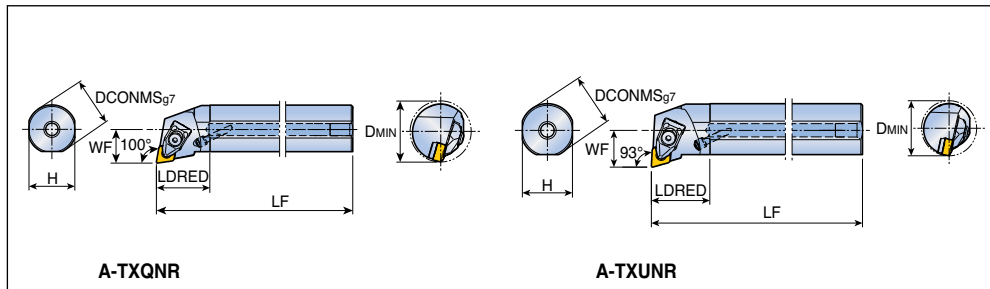 DCONMSg7
WF
100°
H
LDRED
LF
DMIN
A-TXQNR
DCONMSg7
WF
93°
H
LDRED
LF
DMIN
A-TXUNR